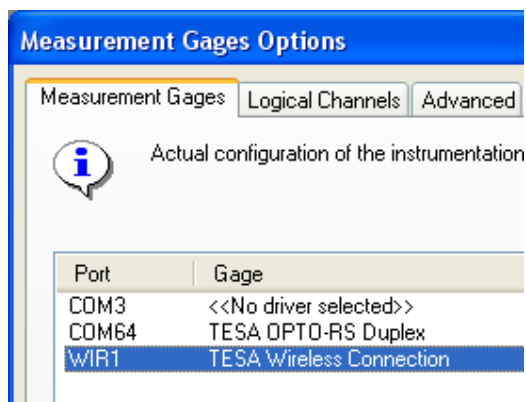 Measurement Gages Options
Measurement Gages Logical Channels Advanced
Actual configuration of the instrumentation
Port Gage
COM3 <<No driver selected>>
COM64 TESA OPTO-RS Duplex
WIR1 TESA Wireless Connection